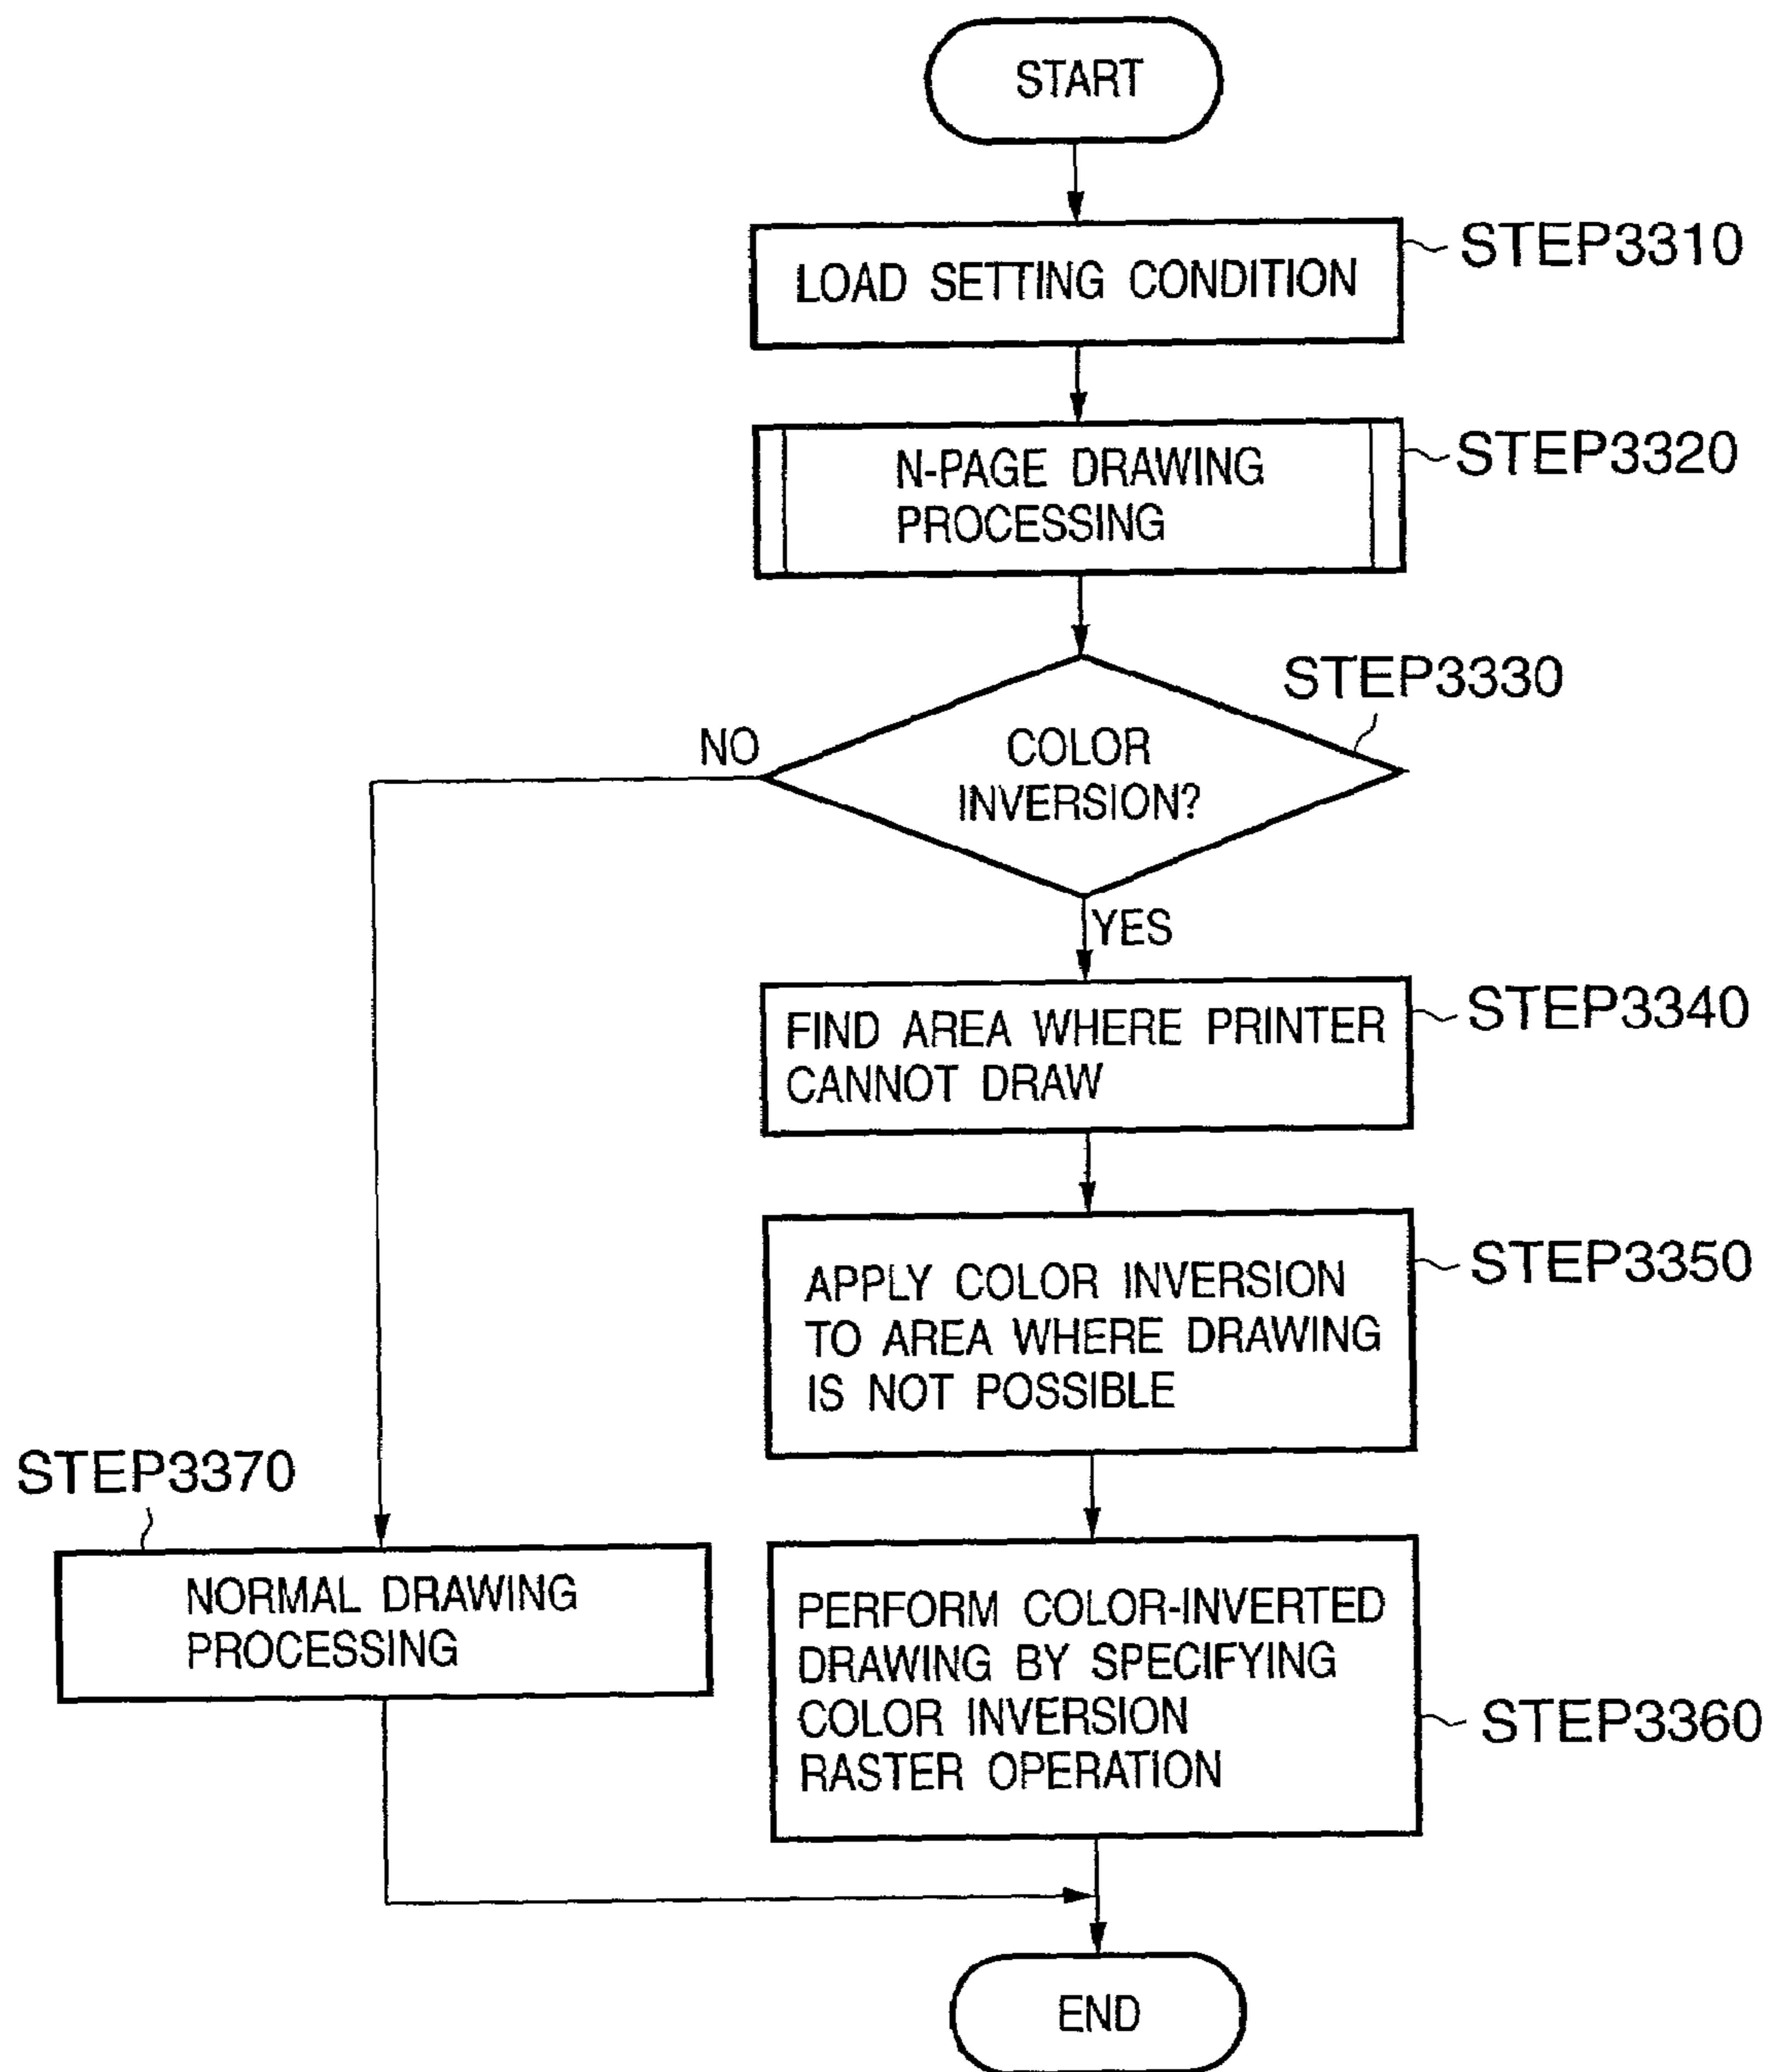 START
LOAD SETTING CONDITION
STEP3310
N-PAGE DRAWING
PROCESSING
STEP3320
STEP3330
COLOR
INVERSION?
NO
YES
FIND AREA WHERE PRINTER
CANNOT DRAW
STEP3340
APPLY COLOR INVERSION
TO AREA WHERE DRAWING
IS NOT POSSIBLE
STEP3350
STEP3370
NORMAL DRAWING
PROCESSING
PERFORM COLOR-INVERTED
DRAWING BY SPECIFYING
COLOR INVERSION
RASTER OPERATION
STEP3360
END